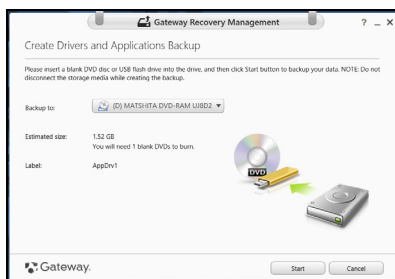 Gateway Recovery Management
? _ X
Create Drivers and Applications Backup
Please insert a blank DVD disc or USB flash drive into the drive, and then click Start button to backup your data. NOTE: Do not
disconnect the storage media while creating the backup.
Backup to:
(D) MATSHITA DVD-RAM UJ8D2
Estimated size:
1.52 GB
You will need 1 blank DVDs to burn.
Label:
AppDrv1
DVD
Gateway.
Start
Cancel